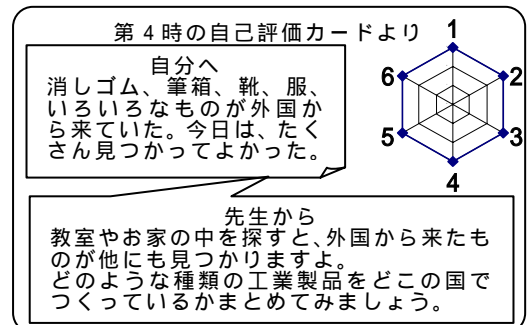 第4時の自己評価カードより
自分へ
消しゴム、筆箱、靴、服、
いろいろなものが外国か
ら来ていた。今日は、たく
さん見つかってよかった。
1
2
3
4
5
6
先生から
教室やお家の中を探すと、外国から来たも
のが他にも見つかりますよ。
どのような種類の工業製品をどこの国で
つくっているかまとめてみましょう。